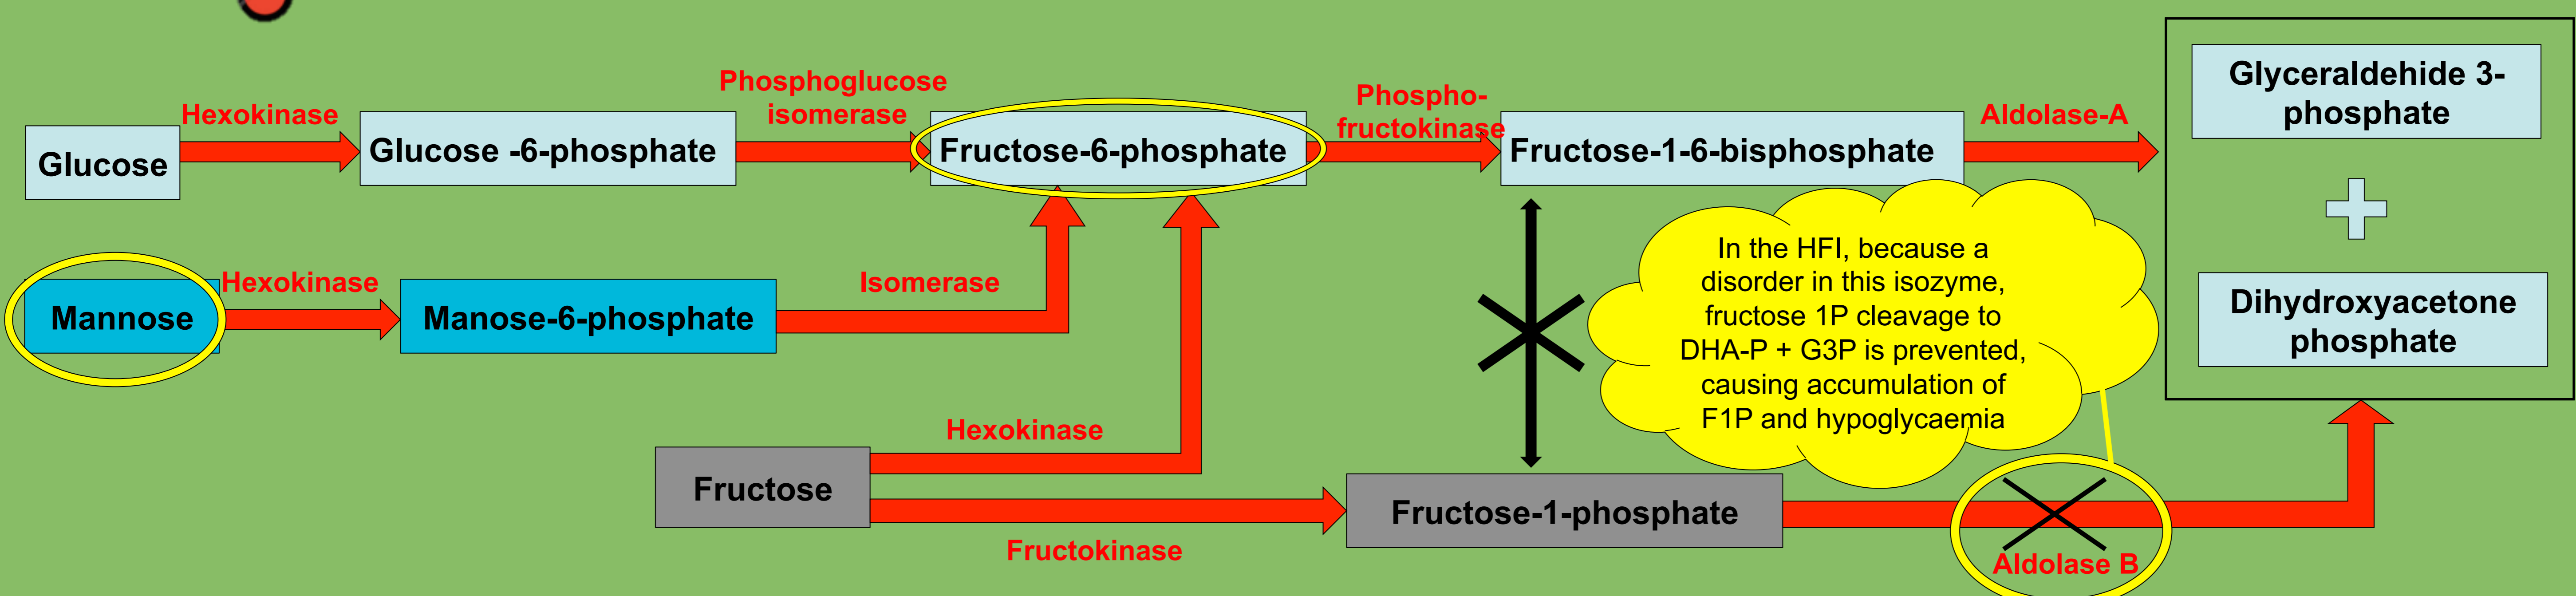 Hexokinase
Phosphoglucose
isomerase
Phospho-
fructokinase
Aldolase-A
Glucose
Glucose -6-phosphate
Fructose-6-phosphate
Fructose-1-6-bisphosphate
Glyceraldehide 3-
phosphate
Dihydroxyacetone
phosphate
Mannose
Hexokinase
Manose-6-phosphate
Isomerase
In the HFI, because a
disorder in this isozyme,
fructose 1P cleavage to
DHA-P + G3P is prevented,
causing accumulation of
F1P and hypoglycaemia
Fructose
Hexokinase
Fructokinase
Fructose-1-phosphate
Aldolase B